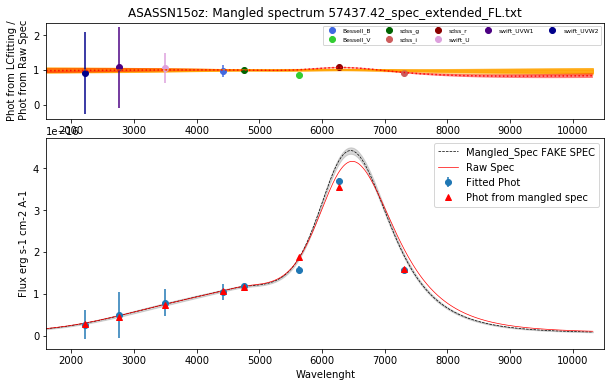 ASASSN15oz: Mangled spectrum 57437.42_spec_extended_FL.txt
Phot from LCfitting /
Phot from Raw Spec
2
1
0
Bessell_B
Bessell_V
sdss_g
sdss_i
sdss_r
swift_U
swift_UVW1
swift_UVW2
2000 3000 4000 5000 6000 7000 8000 9000 10000
1e−16
Flux erg s-1 cm-2 A-1
4
3
2
1
0
Mangled_Spec FAKE SPEC
Raw Spec
Fitted Phot
Phot from mangled spec
2000 3000 4000 5000 6000 7000 8000 9000 10000
Wavelenght